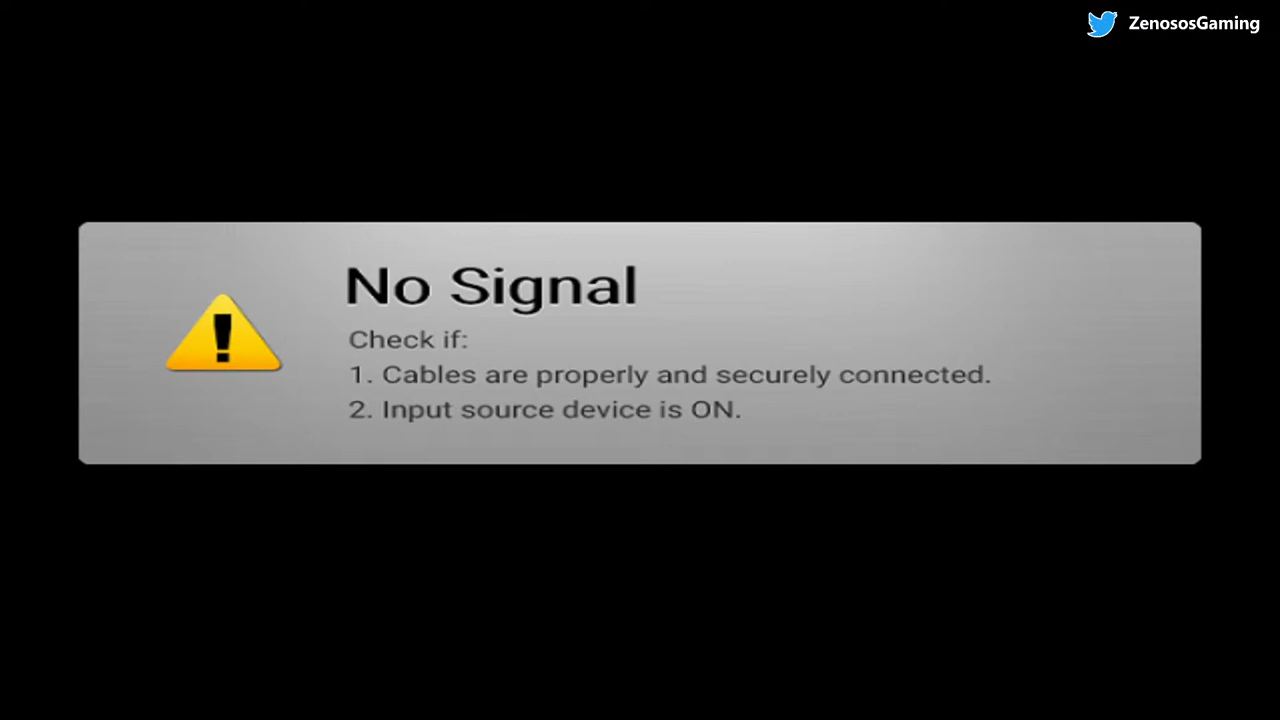 ZenososGaming
No Signal
Check if:
1. Cables are properly and securely connected.
2. Input source device is ON.